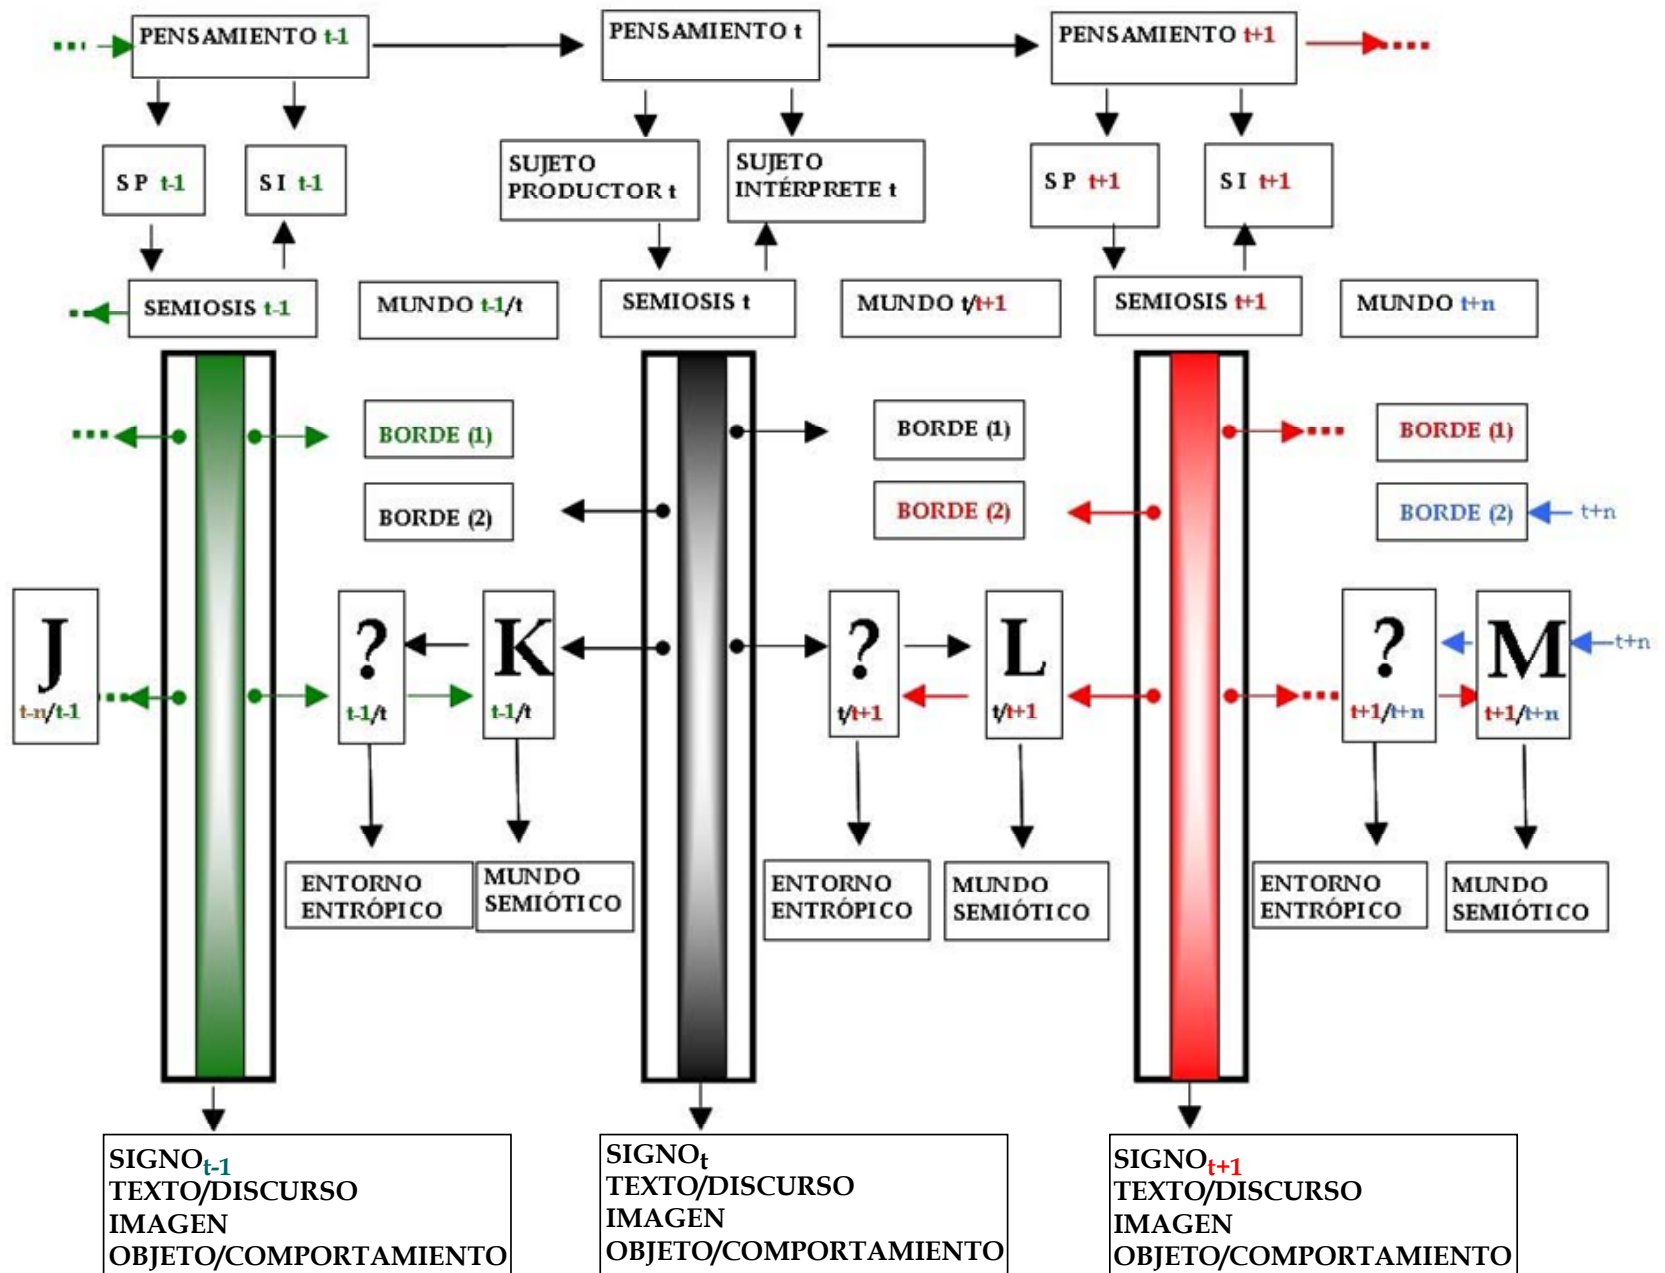 PENSAMIENTO t-1
PENSAMIENTO t
PENSAMIENTO t+1
SP t-1
SI t-1
SUJETO
PRODUCTOR t
SUJETO
INTÉRPRETE t
SP t+1
SI t+1
SEMIOSIS t-1
MUNDO t-1/t
SEMIOSIS t
MUNDO t/t+1
SEMIOSIS t+1
MUNDO t+n
BORDE (1)
BORDE (1)
BORDE (1)
BORDE (2)
BORDE (2)
BORDE (2)
t+n
J
t-n/t-1
?
t-1/t
K
t-1/t
?
t/t+1
L
t/t+1
?
t+1/t+n
M
t+1/t+n
t+n
ENTORNO
ENTRÓPICO
MUNDO
SEMIÓTICO
ENTORNO
ENTRÓPICO
MUNDO
SEMIÓTICO
ENTORNO
ENTRÓPICO
MUNDO
SEMIÓTICO
SIGNOt-1
TEXTO/DISCURSO
IMAGEN
OBJETO/COMPORTAMIENTO
SIGNOt
TEXTO/DISCURSO
IMAGEN
OBJETO/COMPORTAMIENTO
SIGNOt+1
TEXTO/DISCURSO
IMAGEN
OBJETO/COMPORTAMIENTO